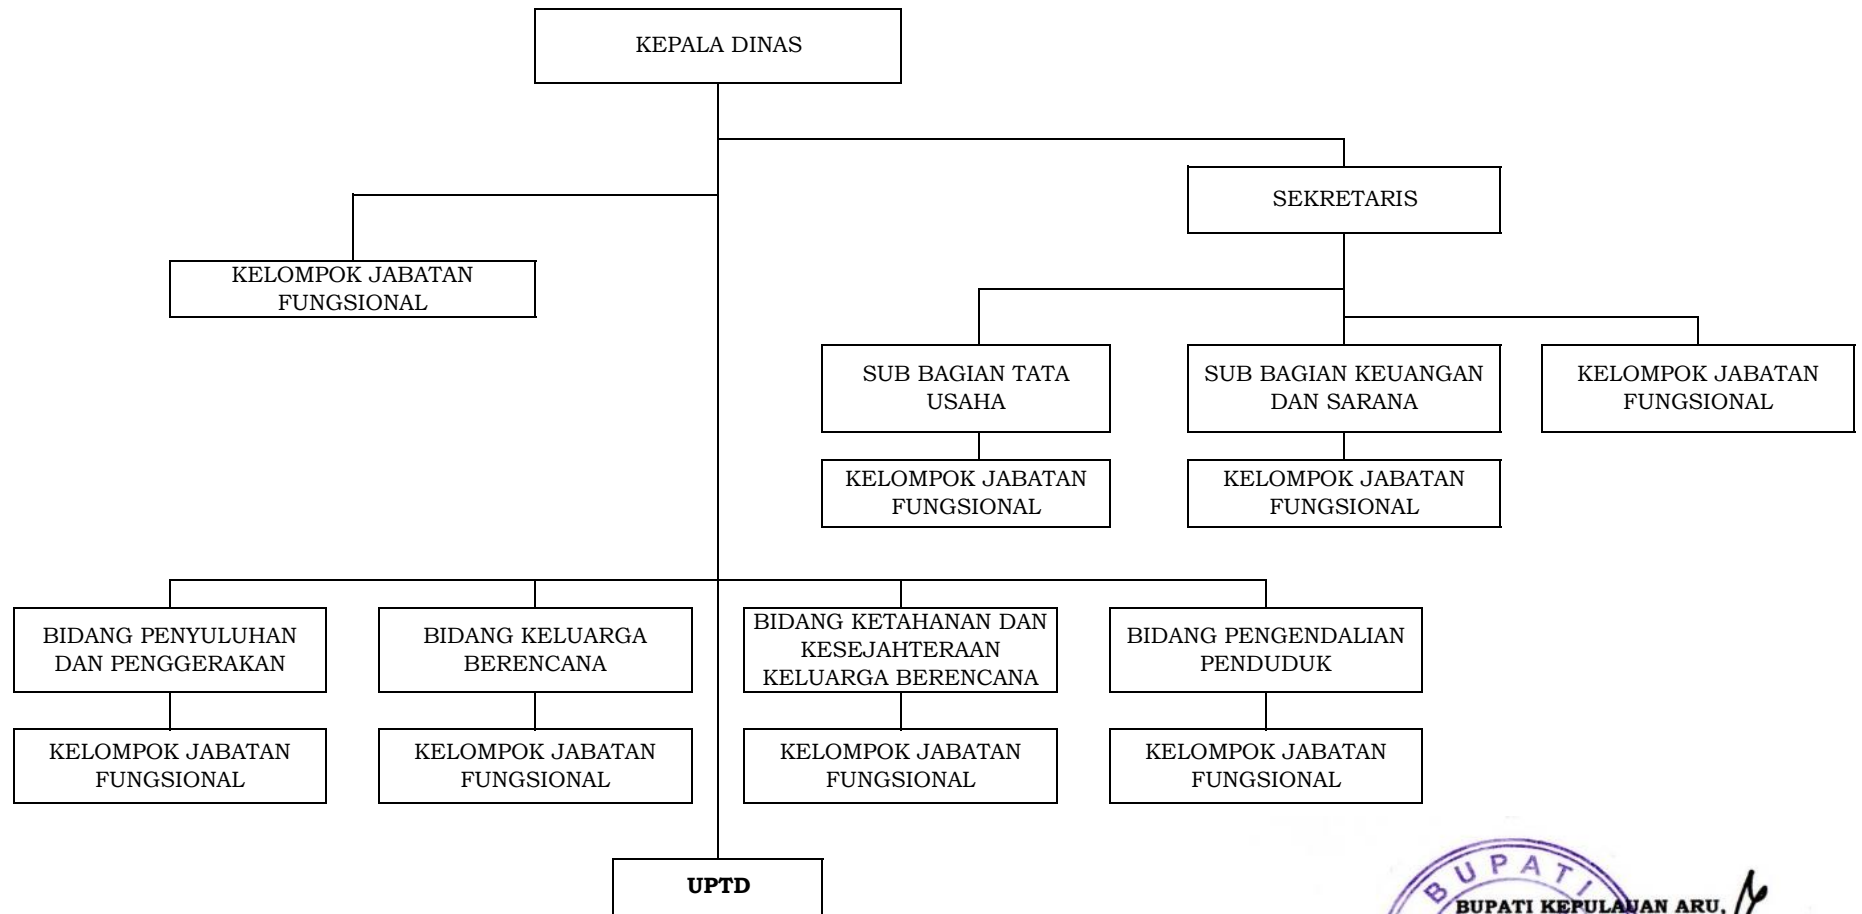 KEPALA DINAS
SEKRETARIS
KELOMPOK JABATAN
FUNGSIONAL
SUB BAGIAN TATA
USAHA
SUB BAGIAN KEUANGAN
DAN SARANA
KELOMPOK JABATAN
FUNGSIONAL
KELOMPOK JABATAN
FUNGSIONAL
KELOMPOK JABATAN
FUNGSIONAL
BIDANG PENYULUHAN
DAN PENGGERAKAN
BIDANG KELUARGA
BERENCANA
BIDANG KETAHANAN DAN
KESEJAHTERAAN
KELUARGA BERENCANA
BIDANG PENGENDALIAN
PENDUDUK
KELOMPOK JABATAN
FUNGSIONAL
KELOMPOK JABATAN
FUNGSIONAL
KELOMPOK JABATAN
FUNGSIONAL
KELOMPOK JABATAN
FUNGSIONAL
UPTD
BUPATI
BUPATI KEPULAUAN ARU,